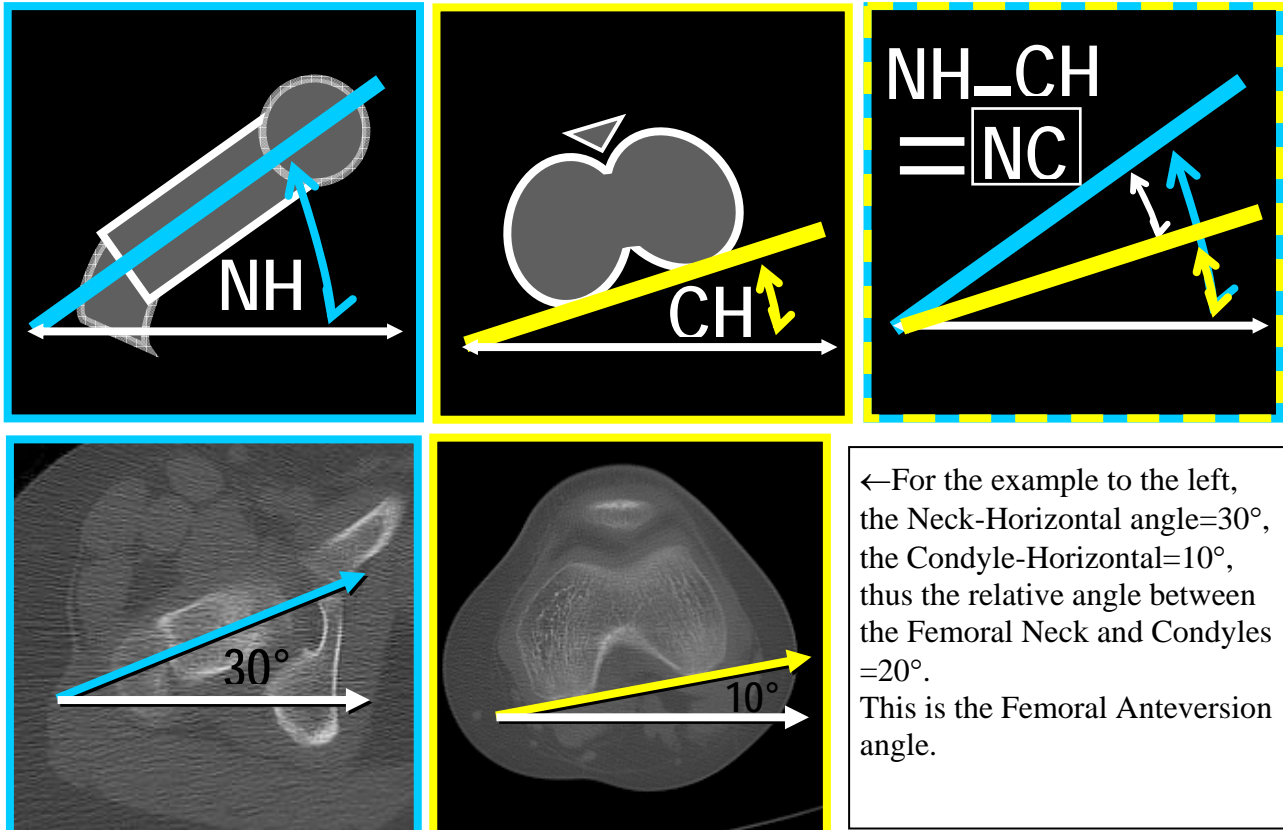 NH
CH
NH–CH
= NC
30°
10°
←For the example to the left,
the Neck-Horizontal angle=30°,
the Condyle-Horizontal=10°,
thus the relative angle between
the Femoral Neck and Condyles
=20°.
This is the Femoral Anteversion
angle.